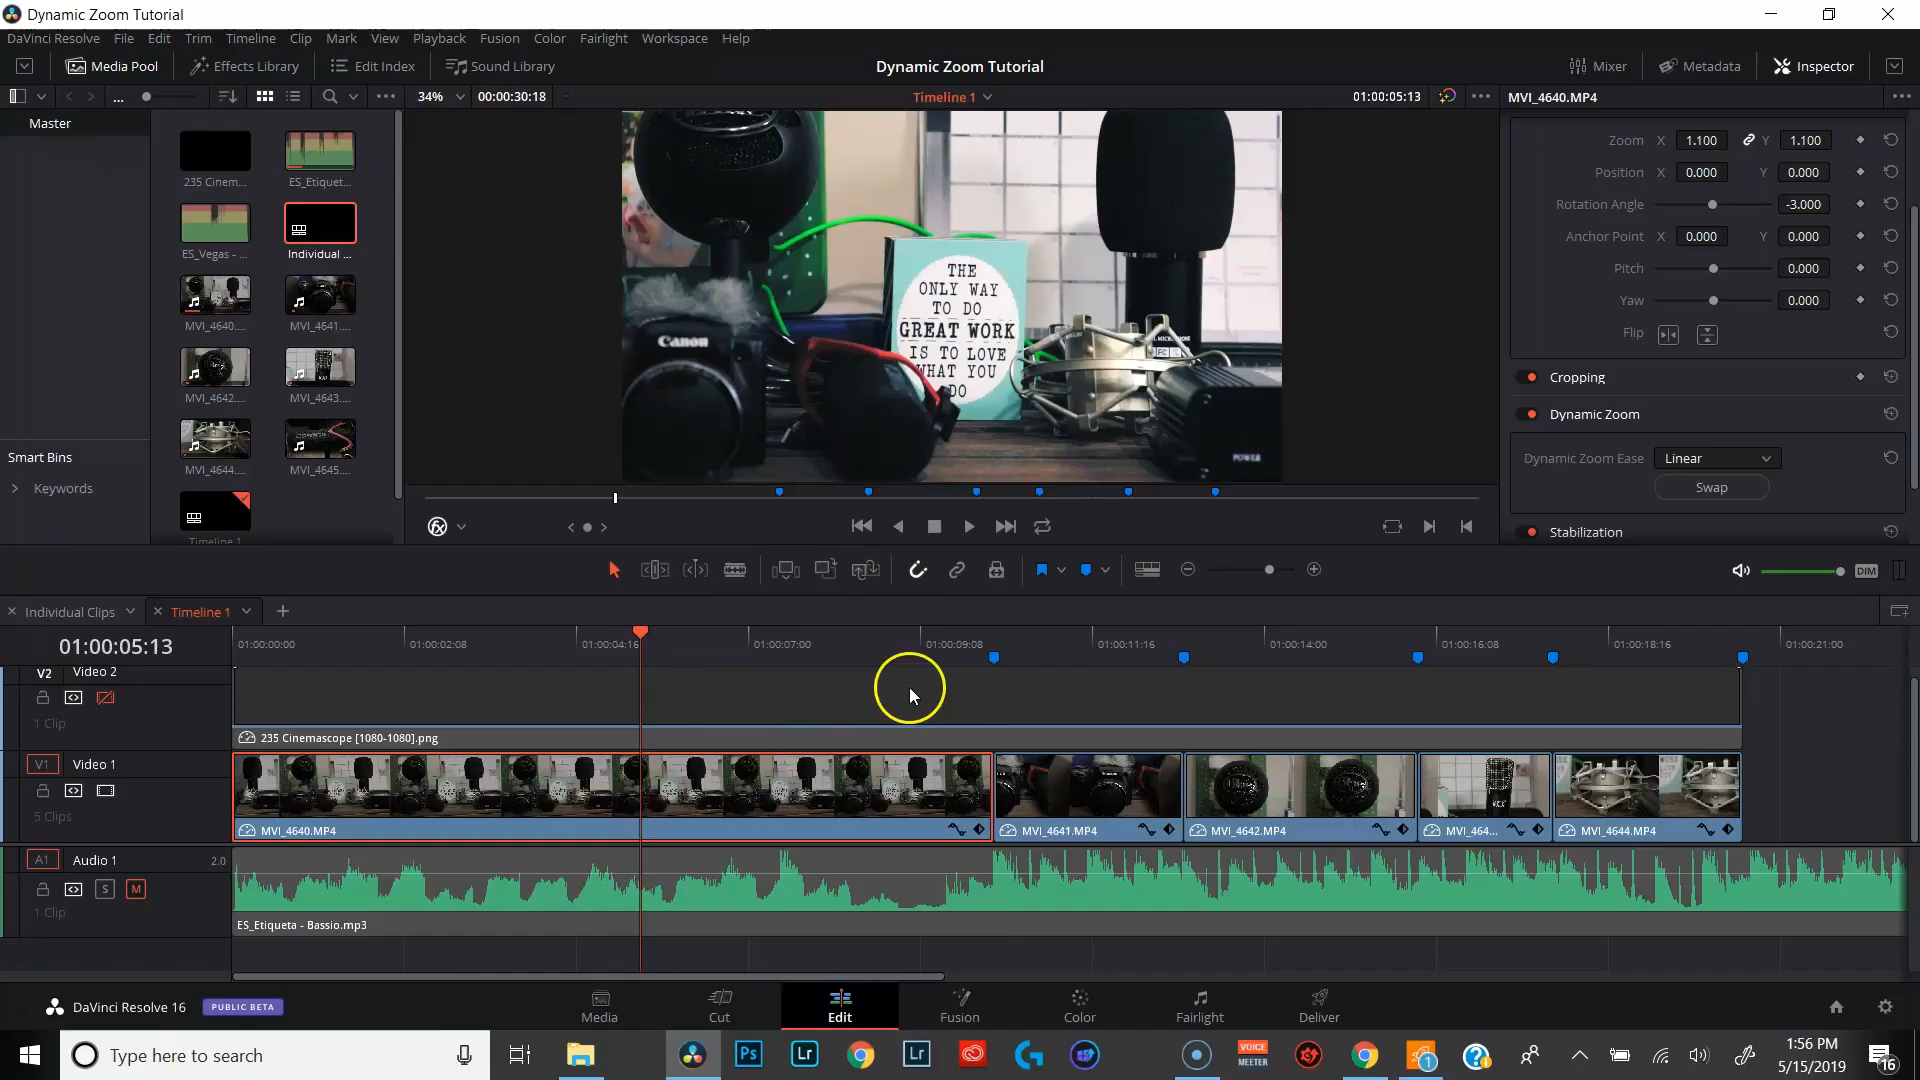 Dynamic Zoom Tutorial
DaVinci Resolve File Edit Trim Timeline Clip Mark View Playback Fusion Color Fairlight Workspace Help
Media Pool Effects Library Edit Index Sound Library Dynamic Zoom Tutorial Mixer Metadata Inspector
... 34% 00:00:30:18 Timeline 1 01:00:05:13 MVI_4640.MP4
Master
235 Cinem... ES_Etiquet...
ES_Vegas - ... Individual ...
MVI_4640.... MVI_4641....
MVI_4642.... MVI_4643....
MVI_4644.... MVI_4645....
Timeline 1
Smart Bins
Keywords
Canon
THE
ONLY WAY
TO DO
GREAT WORK
IS TO LOVE
WHAT YOU
DO
FC
POWER
Zoom X 1.100 Y 1.100
Position X 0.000 Y 0.000
Rotation Angle -3.000
Anchor Point X 0.000 Y 0.000
Pitch 0.000
Yaw 0.000
Flip
Cropping
Dynamic Zoom
Dynamic Zoom Ease Linear
Swap
Stabilization
DIM
Individual Clips Timeline 1
01:00:05:13 01:00:00:00 01:00:02:08 01:00:04:16 01:00:07:00 01:00:09:08 01:00:11:16 01:00:14:00 01:00:16:08 01:00:18:16 01:00:21:00
V2 Video 2
1 Clip
235 Cinemascope [1080-1080].png
V1 Video 1
5 Clips
MVI_4640.MP4 MVI_4641.MP4 MVI_4642.MP4 MVI_464... MVI_4644.MP4
A1 Audio 1 2.0
S M
1 Clip
ES_Etiqueta - Bassio.mp3
DaVinci Resolve 16 PUBLIC BETA
Media Cut Edit Fusion Color Fairlight Deliver
Type here to search
Ps Lr Lr
VOICE
MEETER
1
1:56 PM
5/15/2019
16